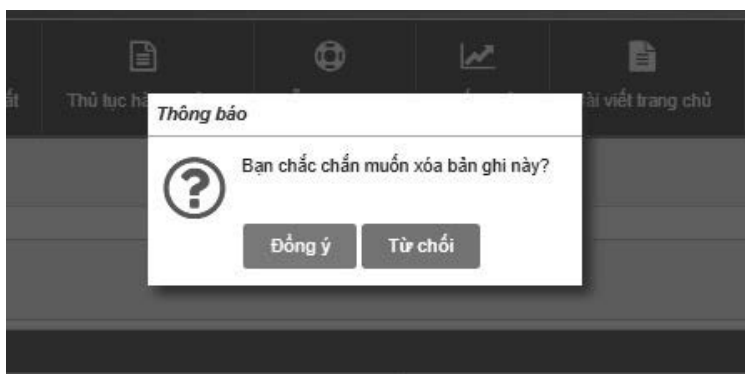 ất
Thủ tục hà
ài viết trang chủ
Thông báo
Bạn chắc chắn muốn xóa bản ghi này?
Đồng ý
Từ chối